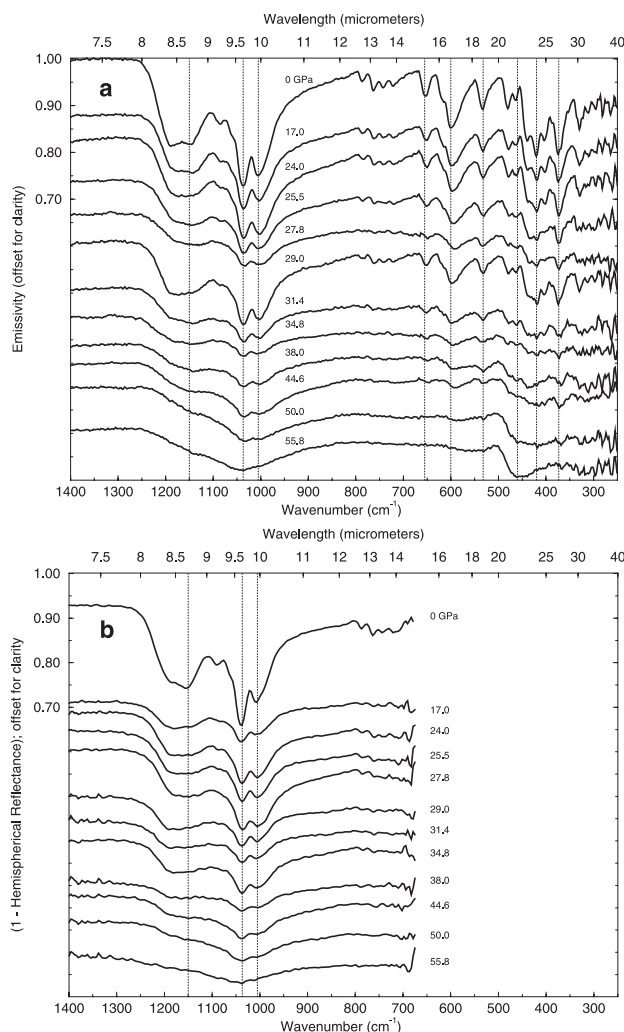 Wavelength (micrometers)
7.5 8 8.5 9 9.5 10 11 12 13 14 16 18 20 25 30 40
1.00
a
0 GPa
0.90
17.0
0.80
24.0
0.70
25.5
27.8
29.0
31.4
34.8
38.0
44.6
50.0
55.8
Emissivity (offset for clarity)
1400 1300 1200 1100 1000 900 800 700 600 500 400 300
Wavenumber (cm-1)
Wavelength (micrometers)
7.5 8 8.5 9 9.5 10 11 12 13 14 16 18 20 25 30 40
1.00
b
0 GPa
0.90
0.80
0.70
17.0
24.0
25.5
27.8
29.0
31.4
34.8
38.0
44.6
50.0
55.8
(1 - Hemispherical Reflectance); offset for clarity
1400 1300 1200 1100 1000 900 800 700 600 500 400 300
Wavenumber (cm-1)